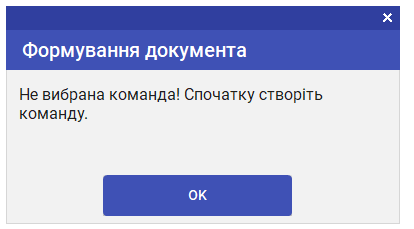 Формування документа
Не вибрана команда! Спочатку створіть
команду.
OK